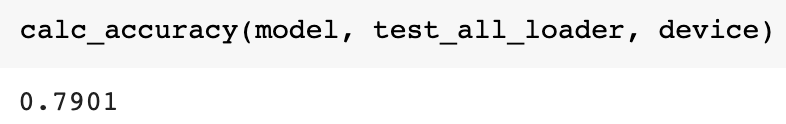 calc_accuracy(model, test_all_loader, device)
0.7901